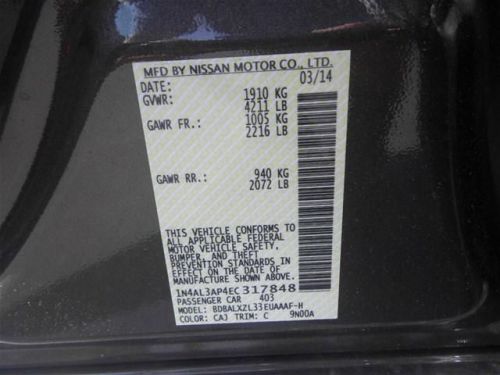 MFD BY NISSAN MOTOR CO., LTD.
DATE: 03/14
GVWR: 1910 KG
4211 LB
GAWR FR.: 1005 KG
2216 LB
GAWR RR.: 940 KG
2072 LB
THIS VEHICLE CONFORMS TO
ALL APPLICABLE FEDERAL
MOTOR VEHICLE SAFETY,
BUMPER, AND THEFT
PREVENTION STANDARDS
IN EFFECT ON THE DATE OF
MANUFACTURE SHOWN ABOVE.
1N4AL3AP4EC317848
PASSENGER CAR 403
MODEL: BDBALXZL33EUAAAF-H
COLOR: CAJ TRIM: C 9N00A